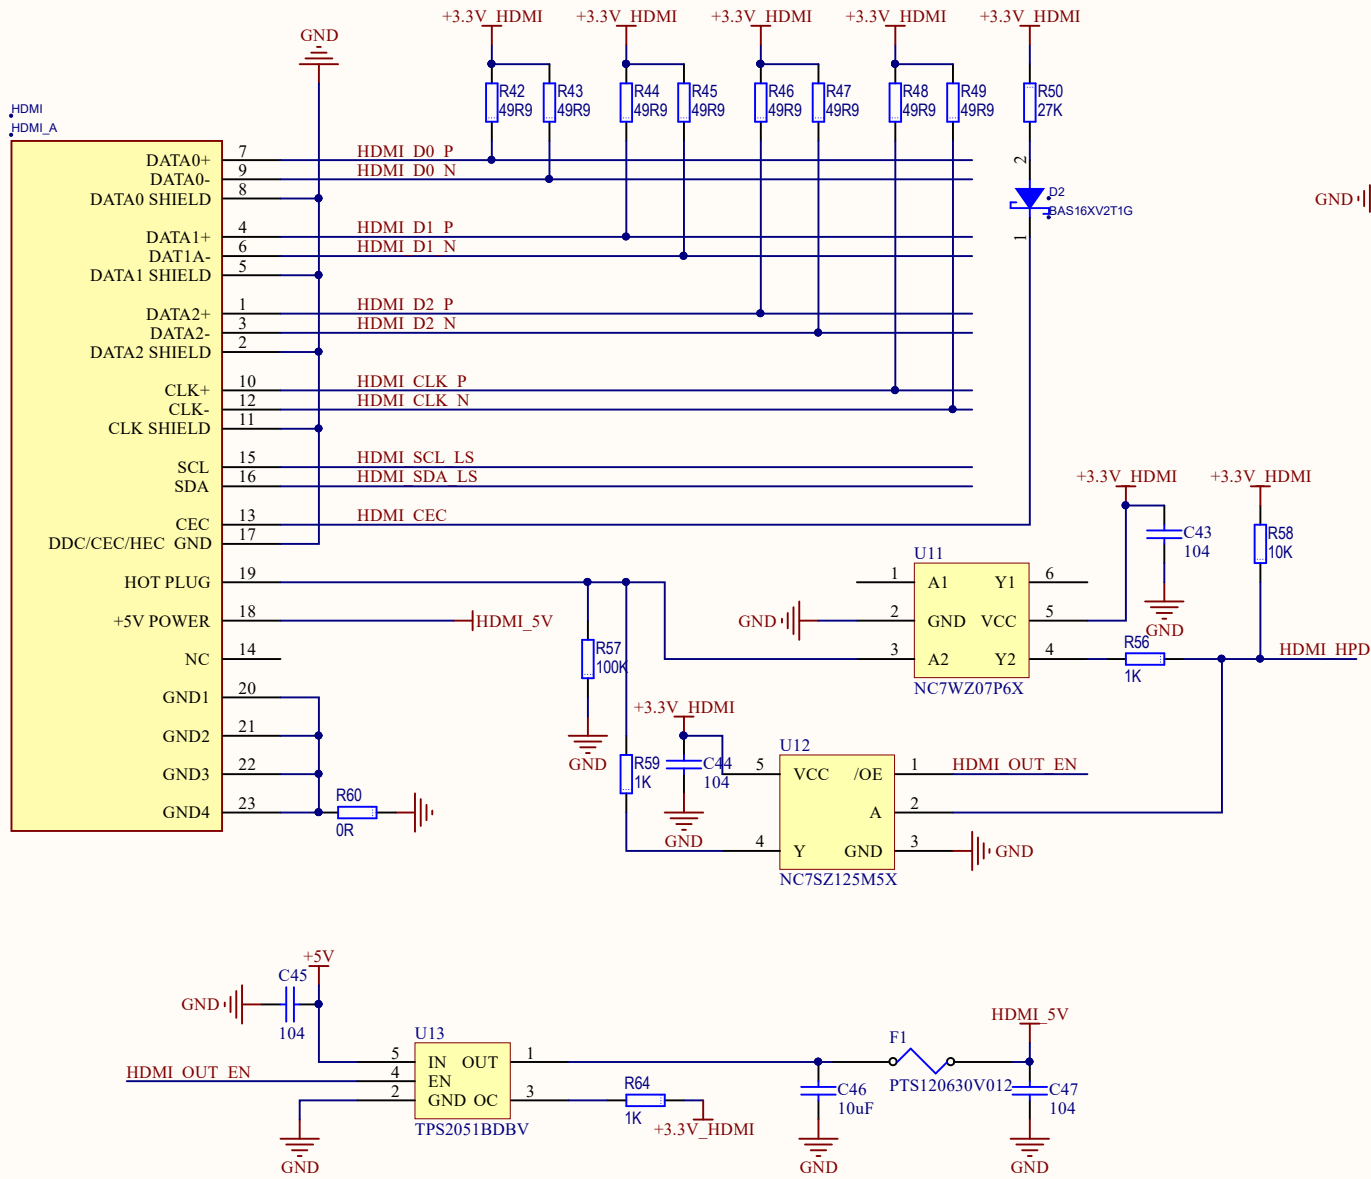 +3.3V_HDMI +3.3V_HDMI +3.3V_HDMI +3.3V_HDMI +3.3V_HDMI
GND
R42 R43 R44 R45 R46 R47 R48 R49 R50
49R9 49R9 49R9 49R9 49R9 49R9 49R9 49R9 27K
HDMI
HDMI_A
DATA0+ 7 HDMI_D0_P 2
DATA0- 9 HDMI_D0_N
DATA0 SHIELD 8 D2 GND
BAS16XV2T1G
DATA1+ 4 HDMI_D1_P 1
DAT1A- 6 HDMI_D1_N
DATA1 SHIELD 5
DATA2+ 1 HDMI_D2_P
DATA2- 3 HDMI_D2_N
DATA2 SHIELD 2
CLK+ 10 HDMI_CLK_P
CLK- 12 HDMI_CLK_N
CLK SHIELD 11
SCL 15 HDMI_SCL_LS
SDA 16 HDMI_SDA_LS
+3.3V_HDMI +3.3V_HDMI
CEC 13 HDMI_CEC
DDC/CEC/HEC GND 17
C43 R58
104 10K
U11
HOT PLUG 19 1 A1 Y1 6
+5V POWER 18 HDMI_5V GND 2 GND VCC 5 GND
R57 R56
100K 1K
NC 14 3 A2 Y2 4 HDMI_HPD
NC7WZ07P6X
GND1 20
+3.3V_HDMI
GND2 21
GND
U12
R59 C44
1K 104
GND3 22 5 VCC /OE 1 HDMI_OUT_EN
R60
GND4 23 A 2
0R
GND
4 Y GND 3 GND
NC7SZ125M5X
+5V
C45
GND
104
HDMI_5V
U13
F1
5 IN OUT 1
HDMI_OUT_EN 4 EN
R64 C46 PTS120630V012 C47
2 GND OC 3 10uF 104
1K
TPS2051BDBV +3.3V_HDMI
GND GND GND